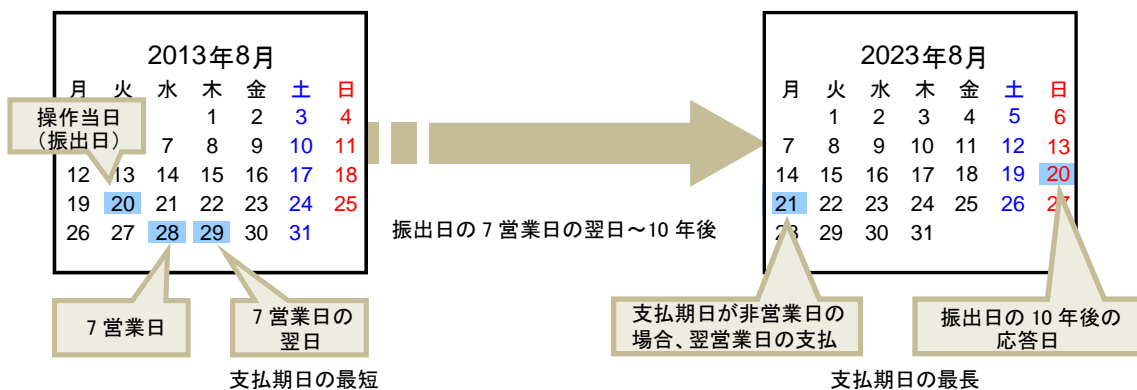 2013年8月
月 火 水 木 金 土 日
操作当日
（振出日）
1 2 3 4
7 8 9 10 11
12 13 14 15 16 17 18
19 20 21 22 23 24 25
26 27 28 29 30 31
7 営業日
7 営業日の
翌日
支払期日の最短
振出日の 7 営業日の翌日～10 年後
2023年8月
月 火 水 木 金 土 日
1 2 3 4 5 6
7 8 9 10 11 12 13
14 15 16 17 18 19 20
21 22 23 24 25 26 27
28 29 30 31
支払期日が非営業日の
場合、翌営業日の支払
振出日の 10 年後の
応答日
支払期日の最長